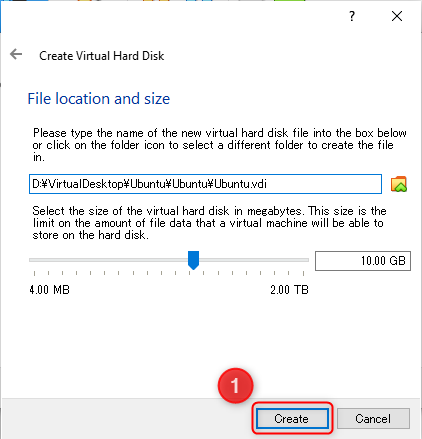 ?
Create Virtual Hard Disk
File location and size
Please type the name of the new virtual hard disk file into the box below
or click on the folder icon to select a different folder to create the file
in.
D:¥VirtualDesktop¥Ubuntu¥Ubuntu¥Ubuntu.vdi
Select the size of the virtual hard disk in megabytes. This size is the
limit on the amount of file data that a virtual machine will be able to
store on the hard disk.
10.00 GB
4.00 MB 2.00 TB
1
Create Cancel